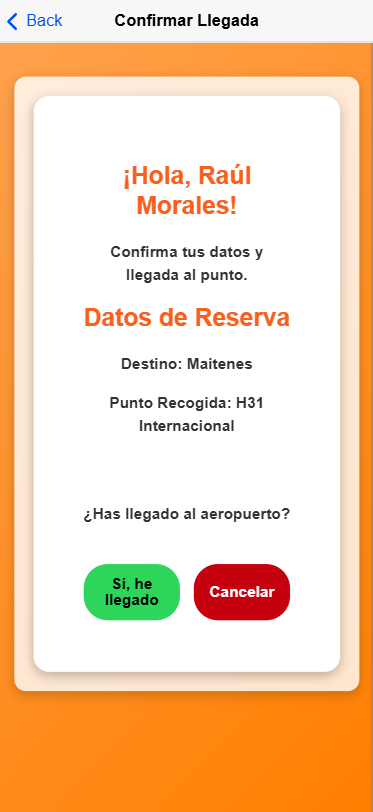 Back
Confirmar Llegada
¡Hola, Raúl
Morales!
Confirma tus datos y
llegada al punto.
Datos de Reserva
Destino: Maitenes
Punto Recogida: H31
Internacional
¿Has llegado al aeropuerto?
Sí, he
llegado
Cancelar